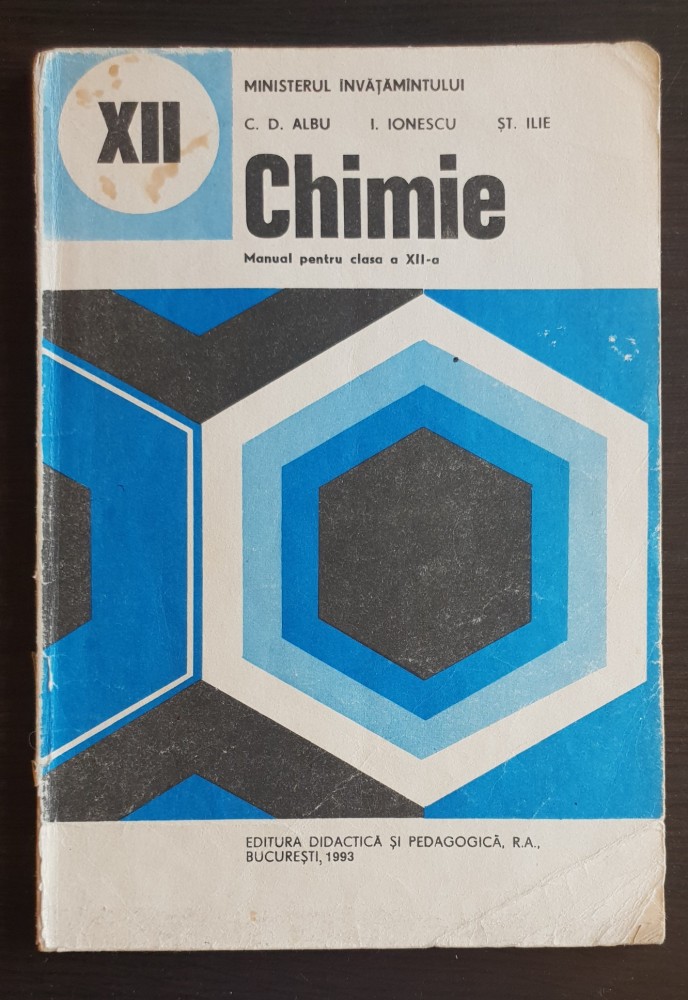 XII
MINISTERUL ÎNVĂŢĂMÎNTULUI
C. D. ALBU I. IONESCU ŞT. ILIE
Chimie
Manual pentru clasa a XII-a
EDITURA DIDACTICĂ ŞI PEDAGOGICĂ, R.A.,
BUCUREŞTI, 1993